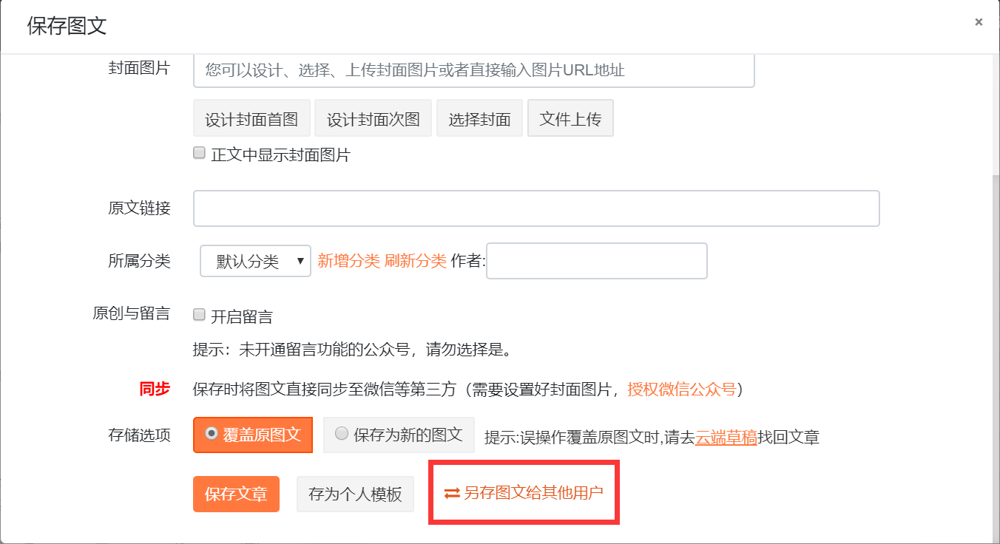 保存图文 ×
封面图片 您可以设计、选择、上传封面图片或者直接输入图片URL地址
设计封面首图 设计封面次图 选择封面 文件上传
正文中显示封面图片
原文链接
所属分类 默认分类 ▼ 新增分类 刷新分类 作者:
原创与留言 开启留言
提示：未开通留言功能的公众号，请勿选择是。
同步 保存时将图文直接同步至微信等第三方（需要设置好封面图片，授权微信公众号）
存储选项 覆盖原图文 保存为新的图文 提示:误操作覆盖原图文时,请去云端草稿找回文章
保存文章 存为个人模板 另存图文给其他用户